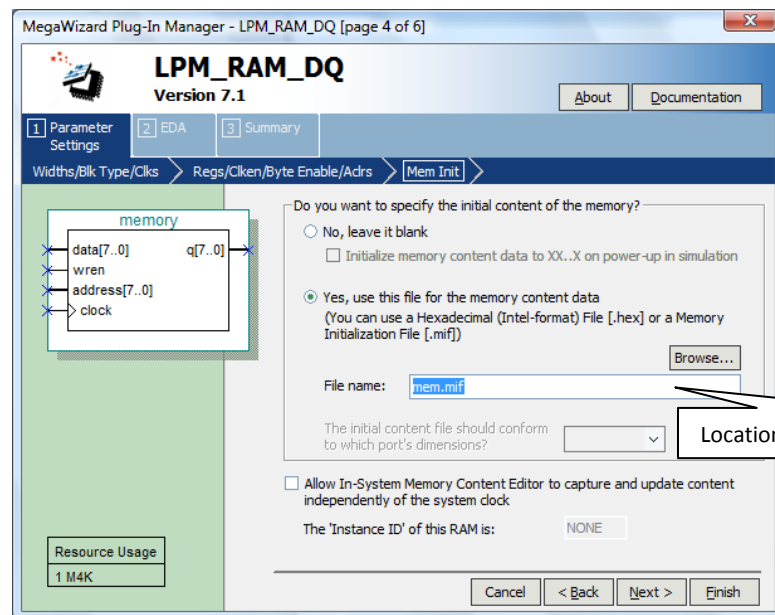 MegaWizard Plug-In Manager - LPM_RAM_DQ [page 4 of 6]
LPM_RAM_DQ
Version 7.1
About
Documentation
1 Parameter Settings
2 EDA
3 Summary
Widths/Blk Type/Clks
Regs/Clken/Byte Enable/Adrs
Mem Init
memory
data[7..0]
q[7..0]
wren
address[7..0]
clock
Resource Usage
1 M4K
Do you want to specify the initial content of the memory?
No, leave it blank
Initialize memory content data to XX..X on power-up in simulation
Yes, use this file for the memory content data
(You can use a Hexadecimal (Intel-format) File [.hex] or a Memory
Initialization File [.mif])
Browse...
File name:
mem.mif
The initial content file should conform
to which port's dimensions?
Location
Allow In-System Memory Content Editor to capture and update content
independently of the system clock
The 'Instance ID' of this RAM is:
NONE
Cancel
< Back
Next >
Finish